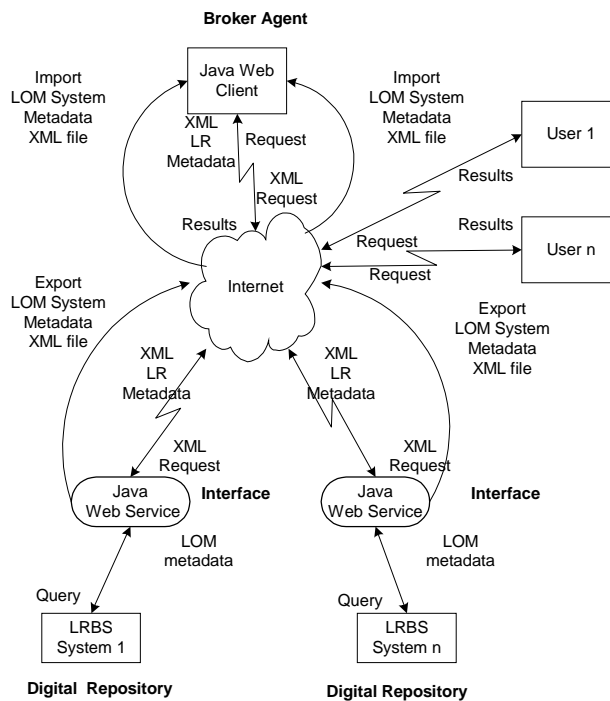 Broker Agent
Import
LOM System
Metadata
XML file
Java Web
Client
Import
LOM System
Metadata
XML file
XML
LR
Metadata
Request
XML
Request
Results
User 1
Results
Results
User n
Request
Request
Internet
Export
LOM System
Metadata
XML file
Export
LOM System
Metadata
XML file
XML
LR
Metadata
XML
LR
Metadata
XML
Request
XML
Request
Java
Web Service
Interface
Java
Web Service
Interface
LOM
metadata
LOM
metadata
Query
Query
LRBS
System 1
LRBS
System n
Digital Repository
Digital Repository